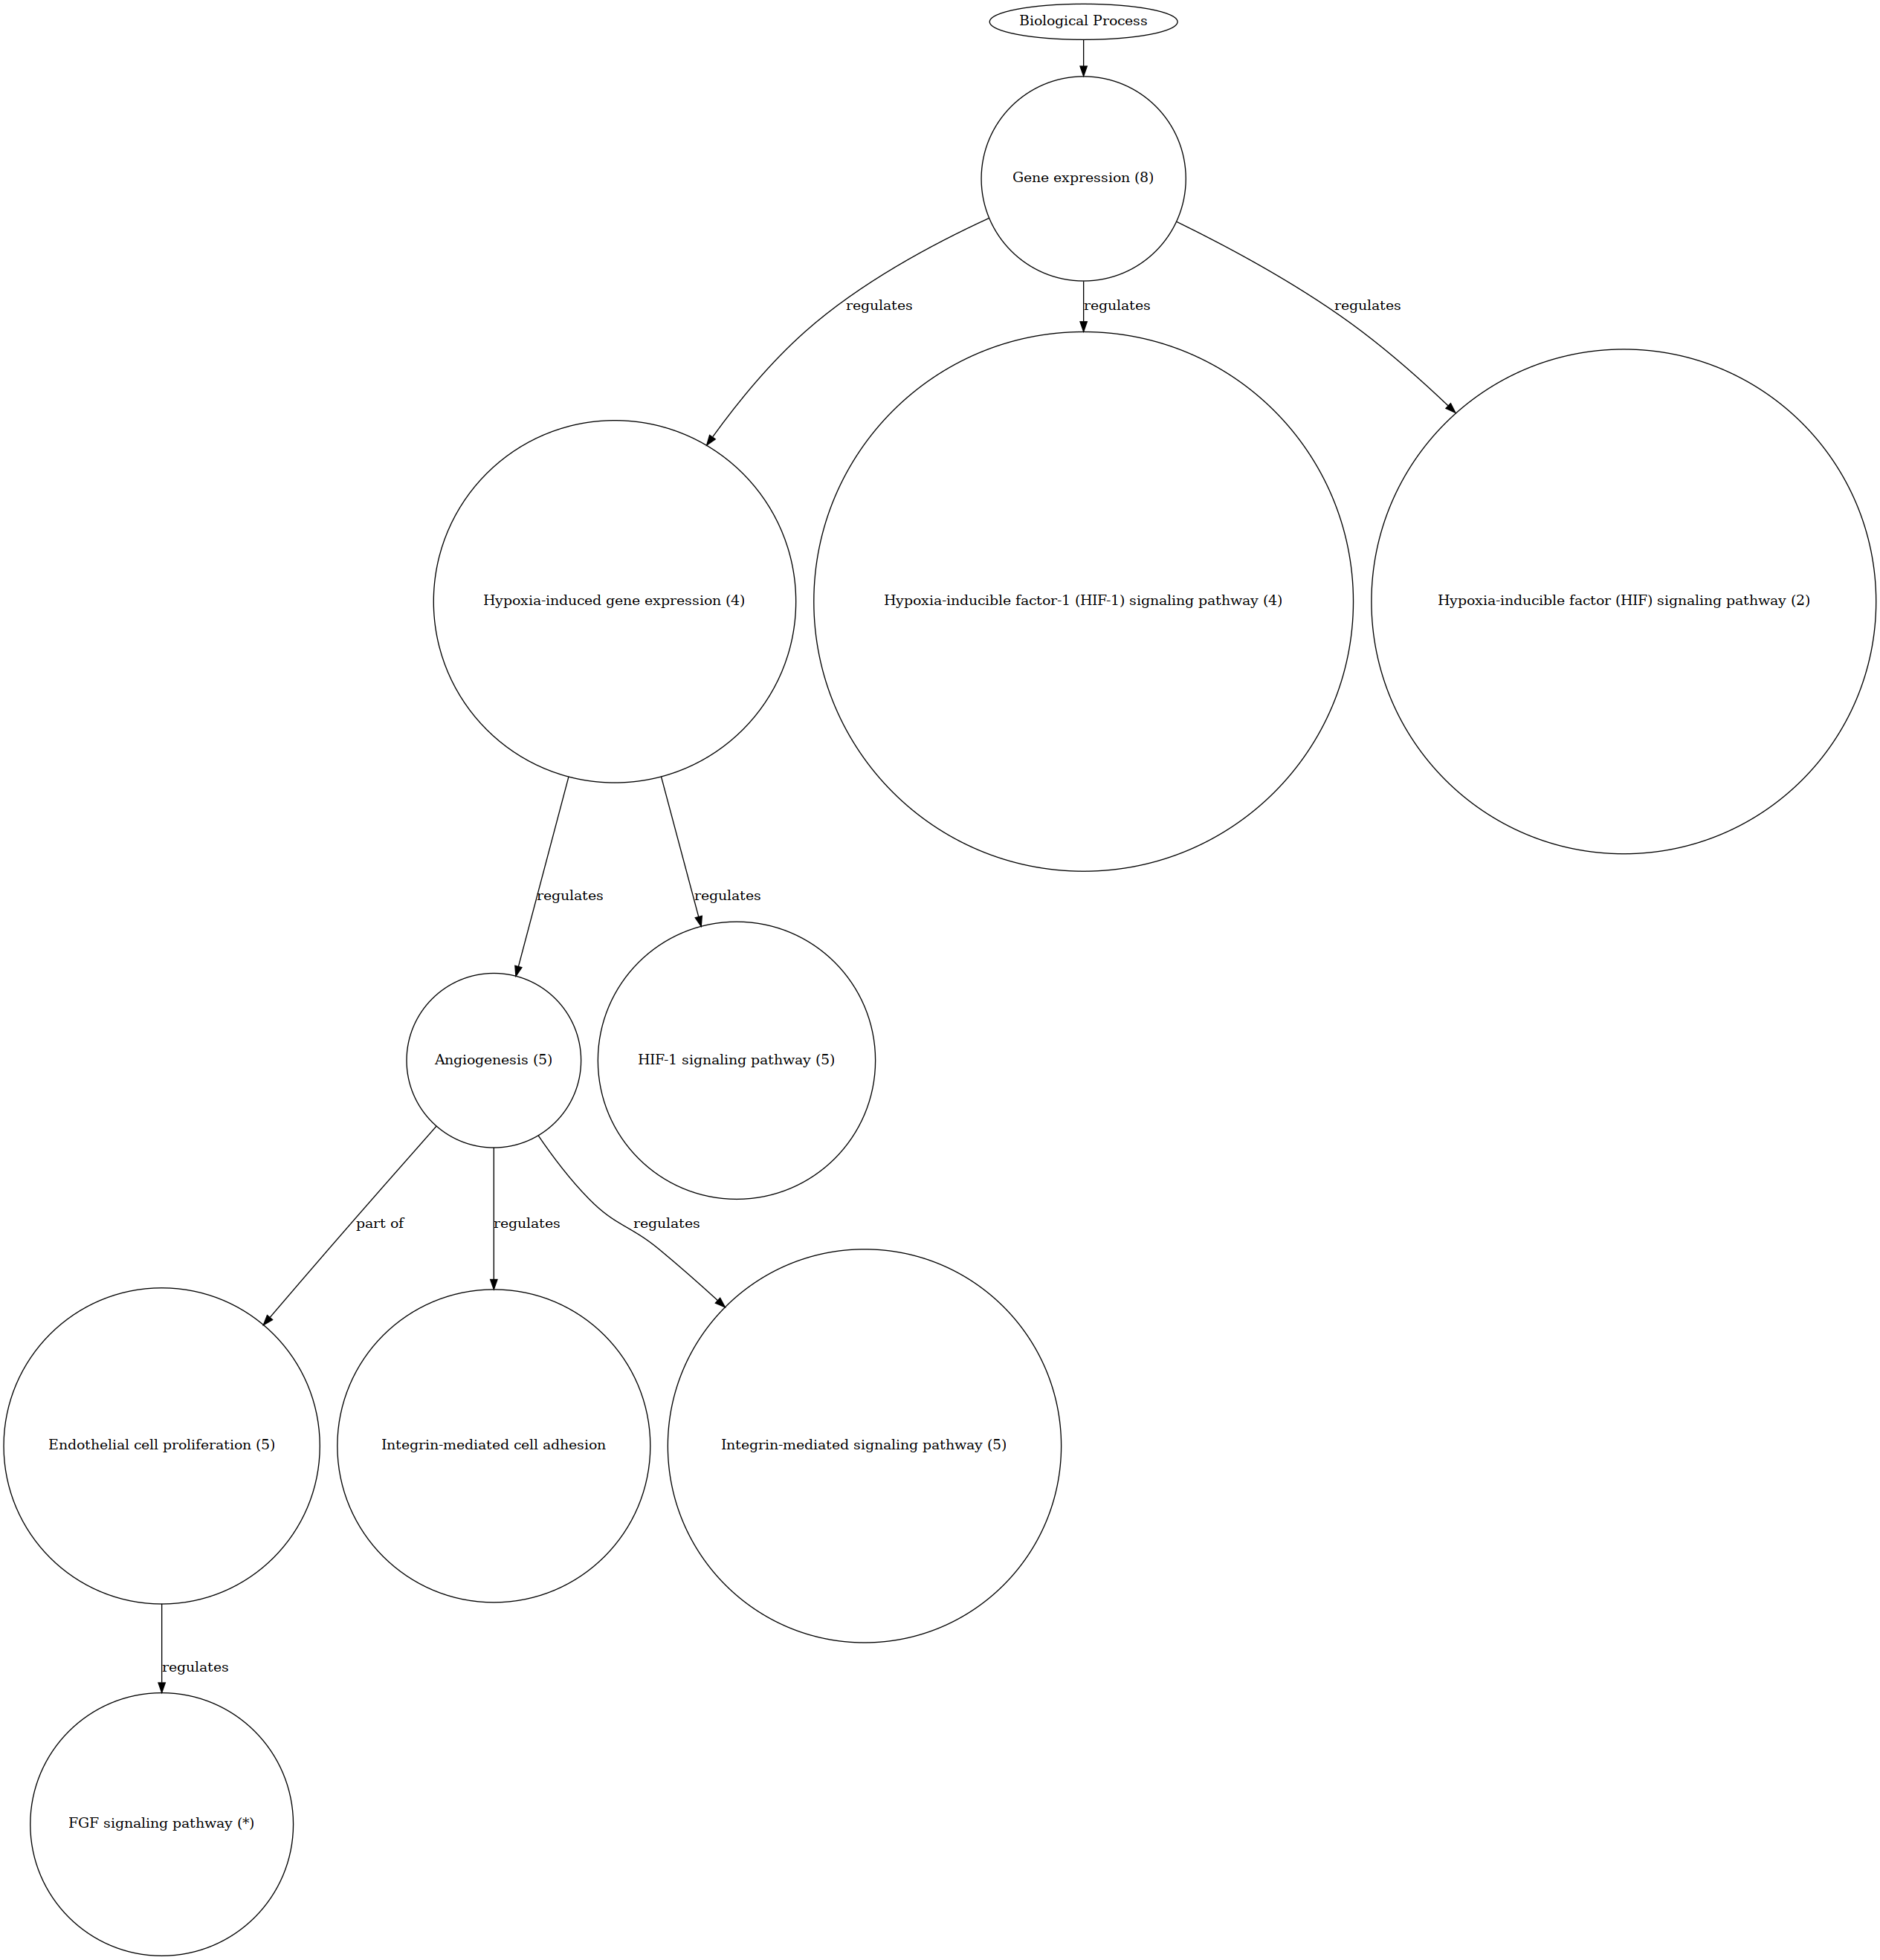 Biological Process
Gene expression (8)
regulates
regulates
regulates
Hypoxia-induced gene expression (4)
Hypoxia-inducible factor-1 (HIF-1) signaling pathway (4)
Hypoxia-inducible factor (HIF) signaling pathway (2)
regulates
regulates
Angiogenesis (5)
HIF-1 signaling pathway (5)
part of
regulates
regulates
Endothelial cell proliferation (5)
Integrin-mediated cell adhesion
Integrin-mediated signaling pathway (5)
regulates
FGF signaling pathway (*)